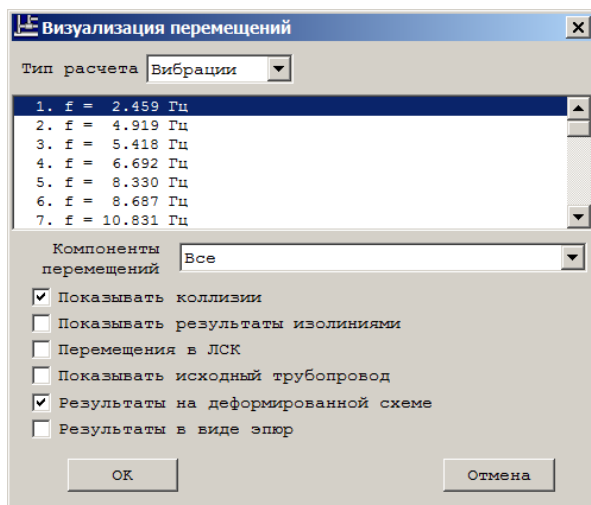 Визуализация перемещений
Тип расчета Вибрации
1. f = 2.459 Гц
2. f = 4.919 Гц
3. f = 5.418 Гц
4. f = 6.692 Гц
5. f = 8.330 Гц
6. f = 8.687 Гц
7. f = 10.831 Гц
Компоненты
перемещений
Все
Показывать коллизии
Показывать результаты изолиниями
Перемещения в ЛСК
Показывать исходный трубопровод
Результаты на деформированной схеме
Результаты в виде эпюр
ОК Отмена